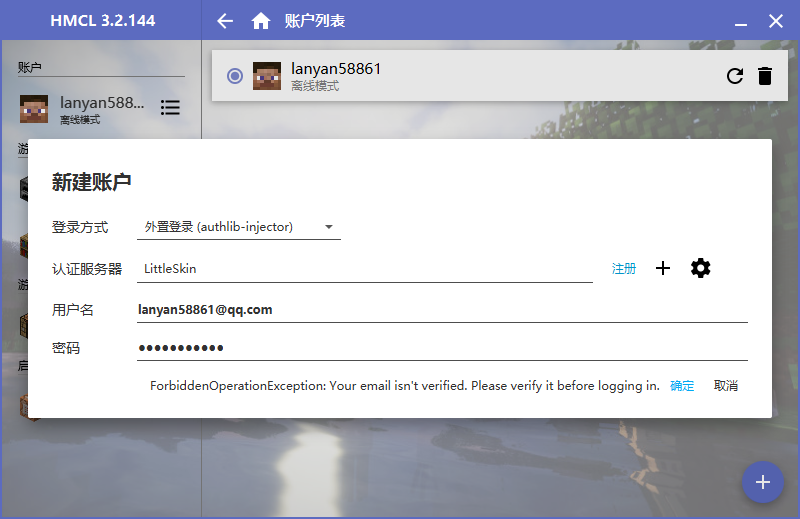 HMCL 3.2.144
账户列表
账户
lanyan588...
离线模式
lanyan58861
离线模式
新建账户
登录方式 外置登录 (authlib-injector)
认证服务器 LittleSkin 注册
用户名 lanyan58861@qq.com
密码 •••••••••••
ForbiddenOperationException: Your email isn't verified. Please verify it before logging in. 确定 取消